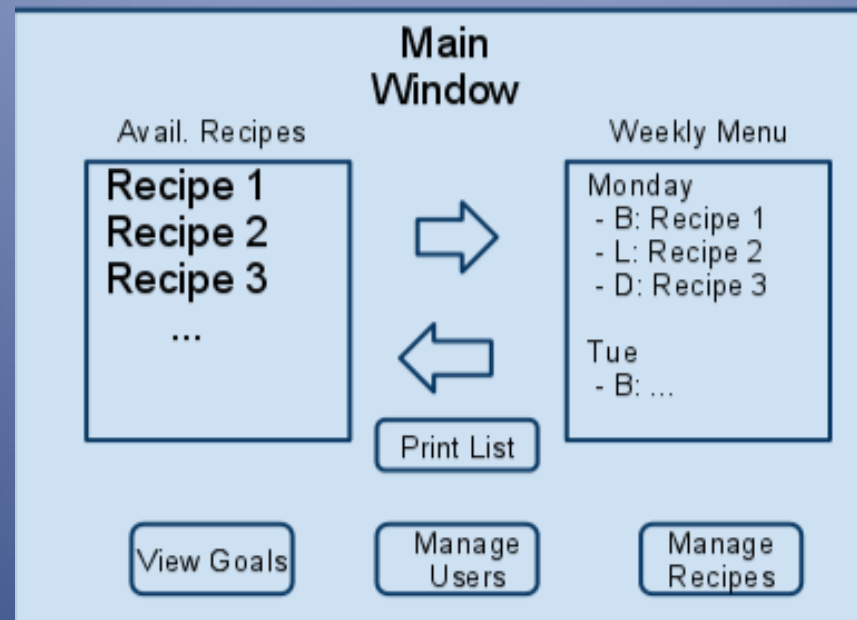 Main
Window
Avail. Recipes
Recipe 1
Recipe 2
Recipe 3
...
Weekly Menu
Monday
- B: Recipe 1
- L: Recipe 2
- D: Recipe 3
Tue
- B: ...
Print List
View Goals
Manage
Users
Manage
Recipes